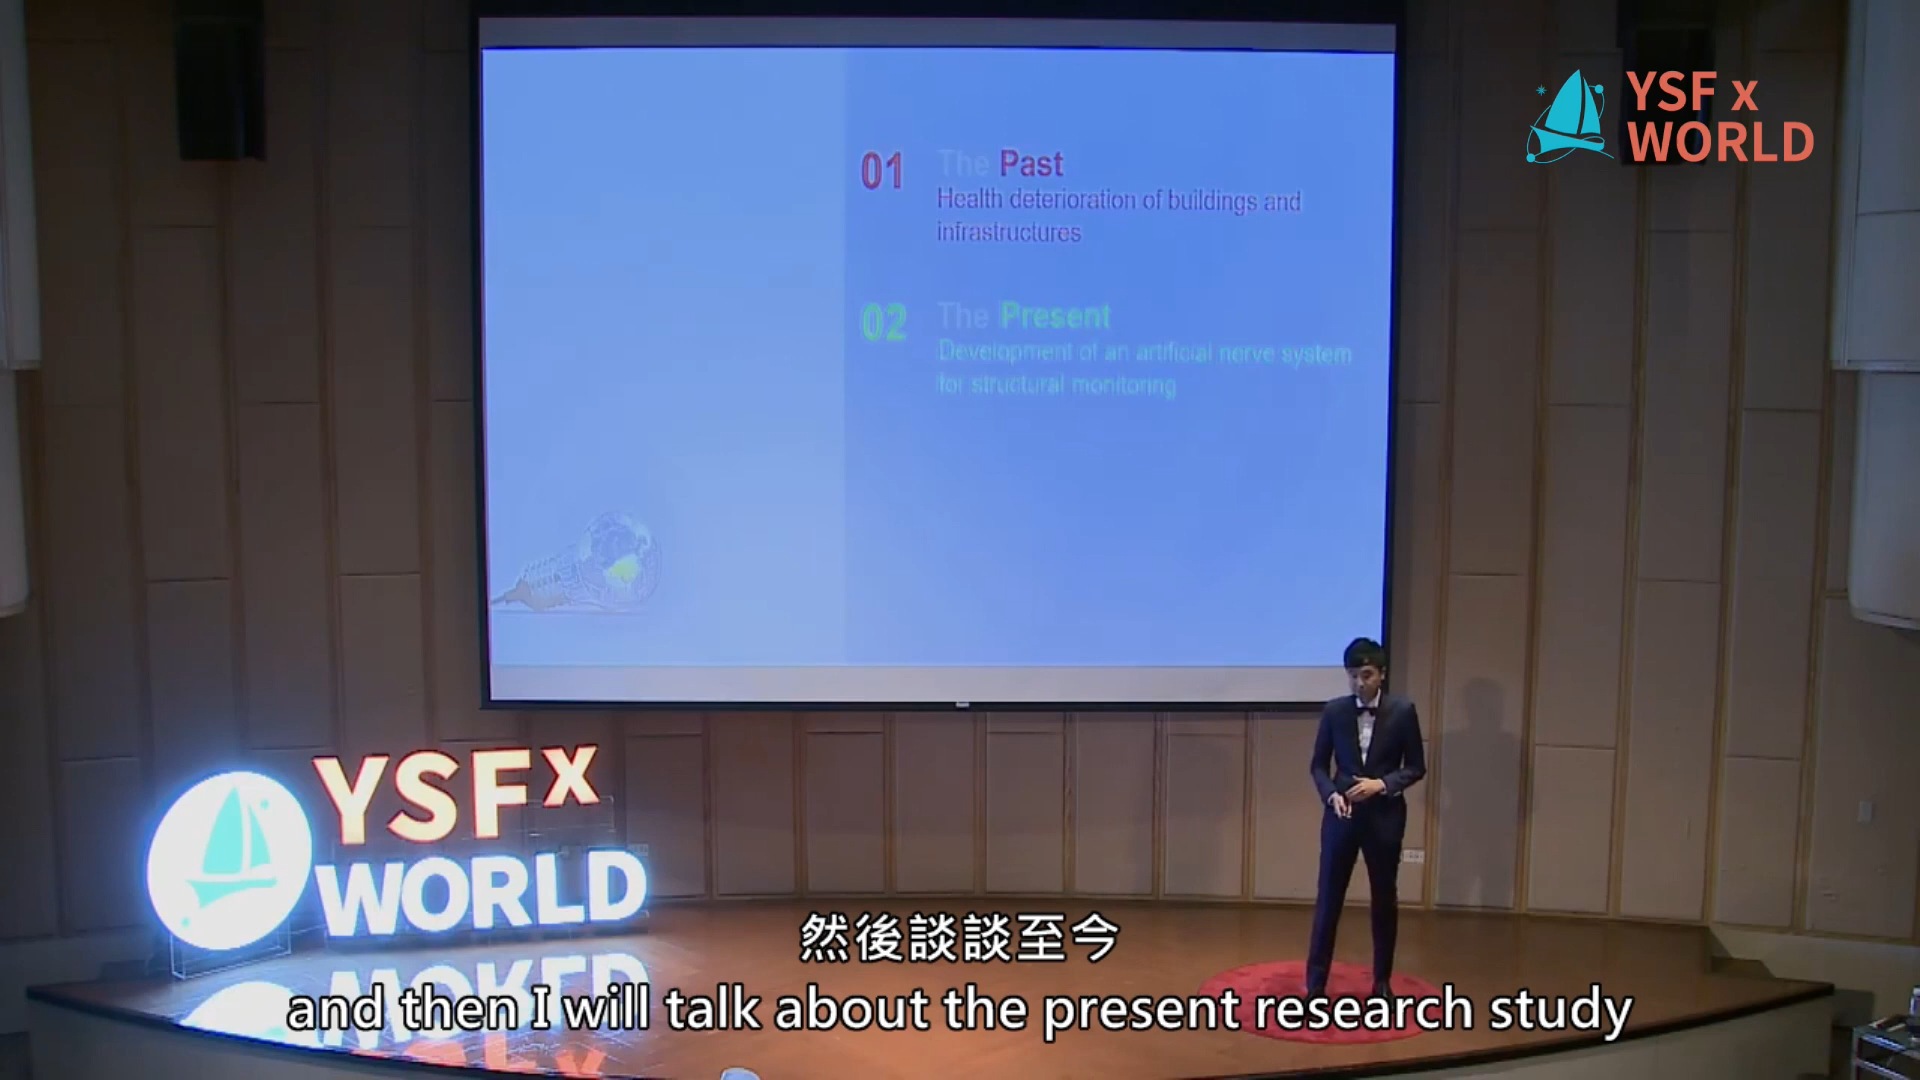 YSF x
WORLD
01
The Past
Health deterioration of buildings and
infrastructures
02
The Present
Development of an artificial nerve system
for structural monitoring
YSF x
WORLD
然後談談至今
and then I will talk about the present research study